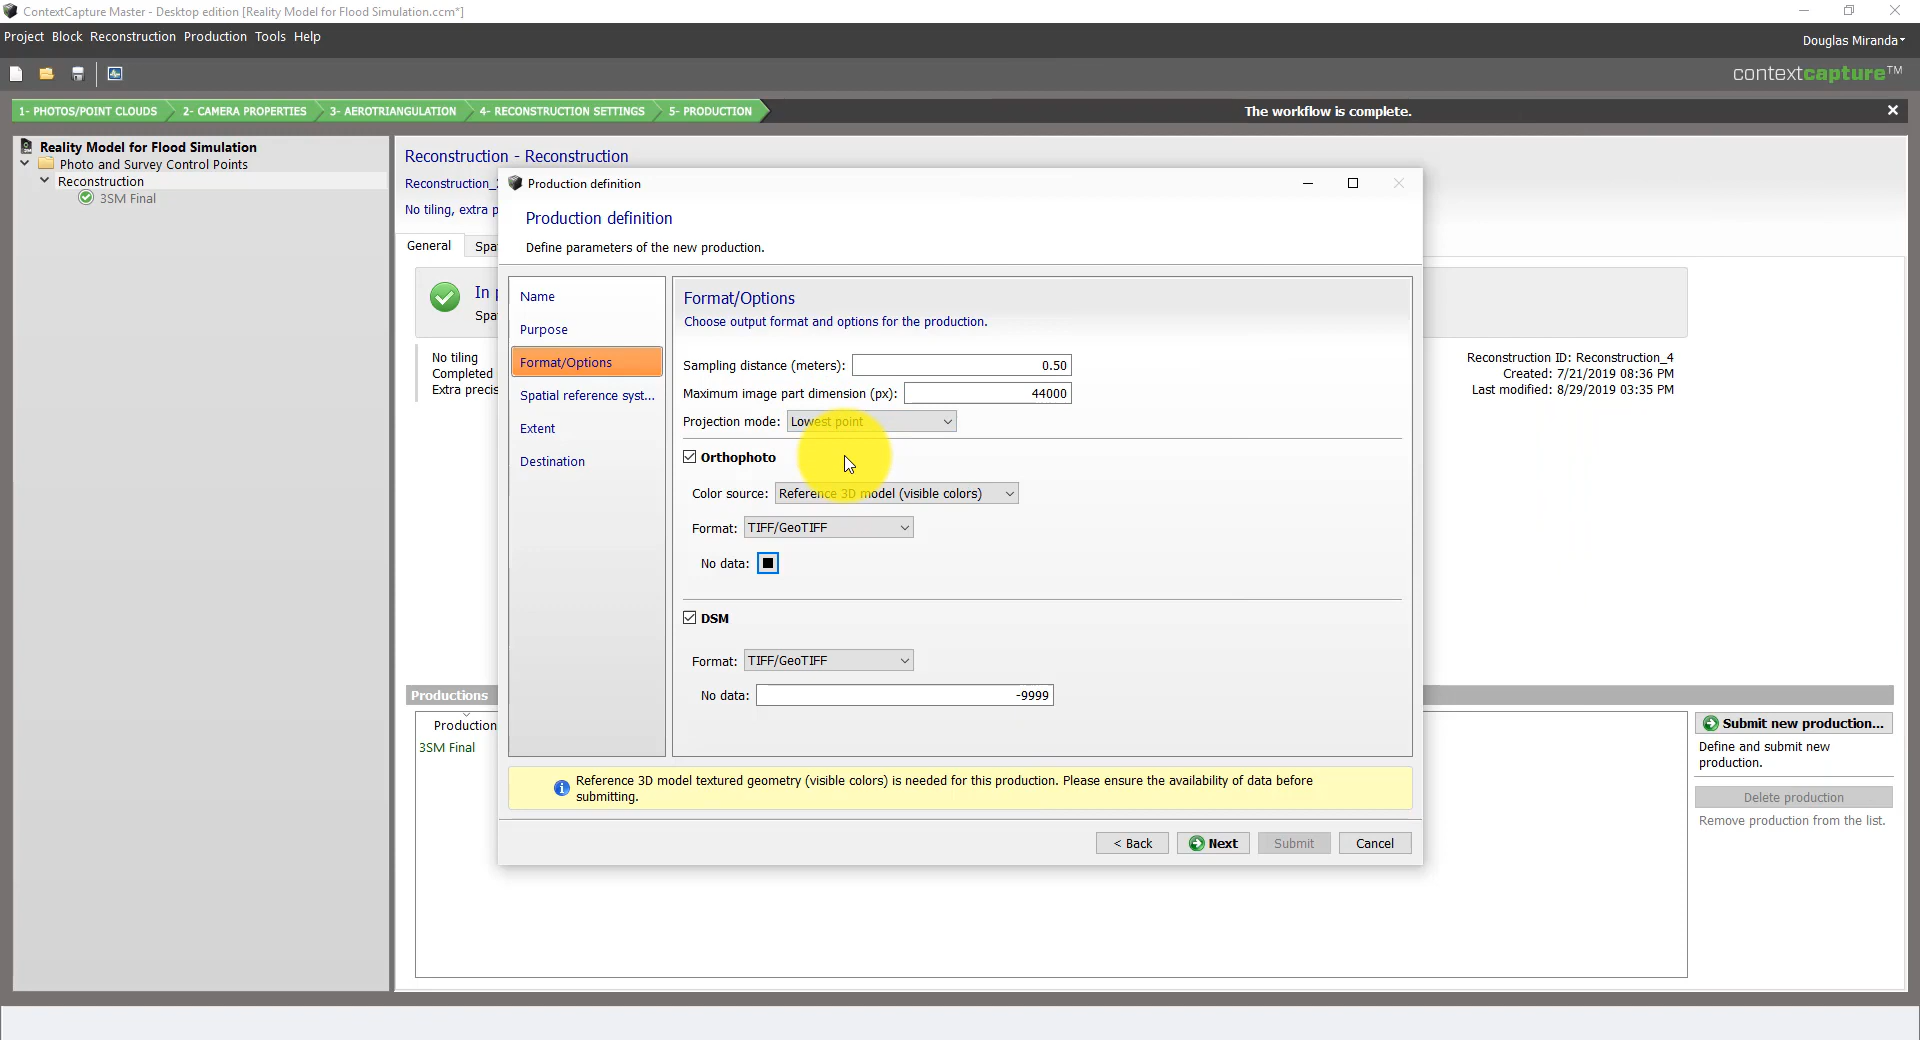 ContextCapture Master - Desktop edition [Reality Model for Flood Simulation.ccm*]
Project Block Reconstruction Production Tools Help
Douglas Miranda
contextcapture™
1- PHOTOS/POINT CLOUDS 2- CAMERA PROPERTIES 3- AEROTRIANGULATION 4- RECONSTRUCTION SETTINGS 5- PRODUCTION
The workflow is complete.
Reality Model for Flood Simulation
Photo and Survey Control Points
Reconstruction
3SM Final
Reconstruction - Reconstruction
Reconstruction_
No tiling, extra p
General Spa
In p
Spa
No tiling
Completed
Extra precis
Reconstruction ID: Reconstruction_4
Created: 7/21/2019 08:36 PM
Last modified: 8/29/2019 03:35 PM
Production definition
Production definition
Define parameters of the new production.
Name
Purpose
Format/Options
Spatial reference syst...
Extent
Destination
Format/Options
Choose output format and options for the production.
Sampling distance (meters): 0.50
Maximum image part dimension (px): 44000
Projection mode: Lowest point
Orthophoto
Color source: Reference 3D model (visible colors)
Format: TIFF/GeoTIFF
No data:
DSM
Format: TIFF/GeoTIFF
No data: -9999
Reference 3D model textured geometry (visible colors) is needed for this production. Please ensure the availability of data before
submitting.
< Back Next Submit Cancel
Productions
Production
3SM Final
Submit new production...
Define and submit new
production.
Delete production
Remove production from the list.